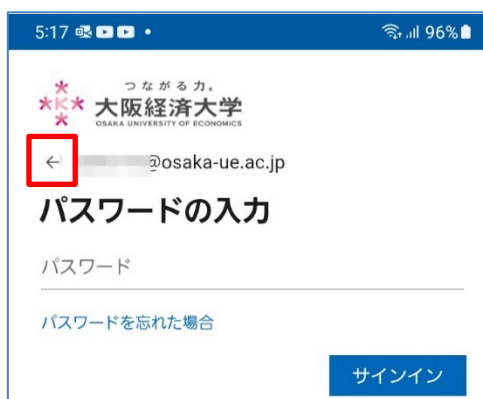 5:17 96%
つながる力。
大阪経済大学
OSAKA UNIVERSITY OF ECONOMICS
← @osaka-ue.ac.jp
パスワードの入力
パスワード
パスワードを忘れた場合
サインイン